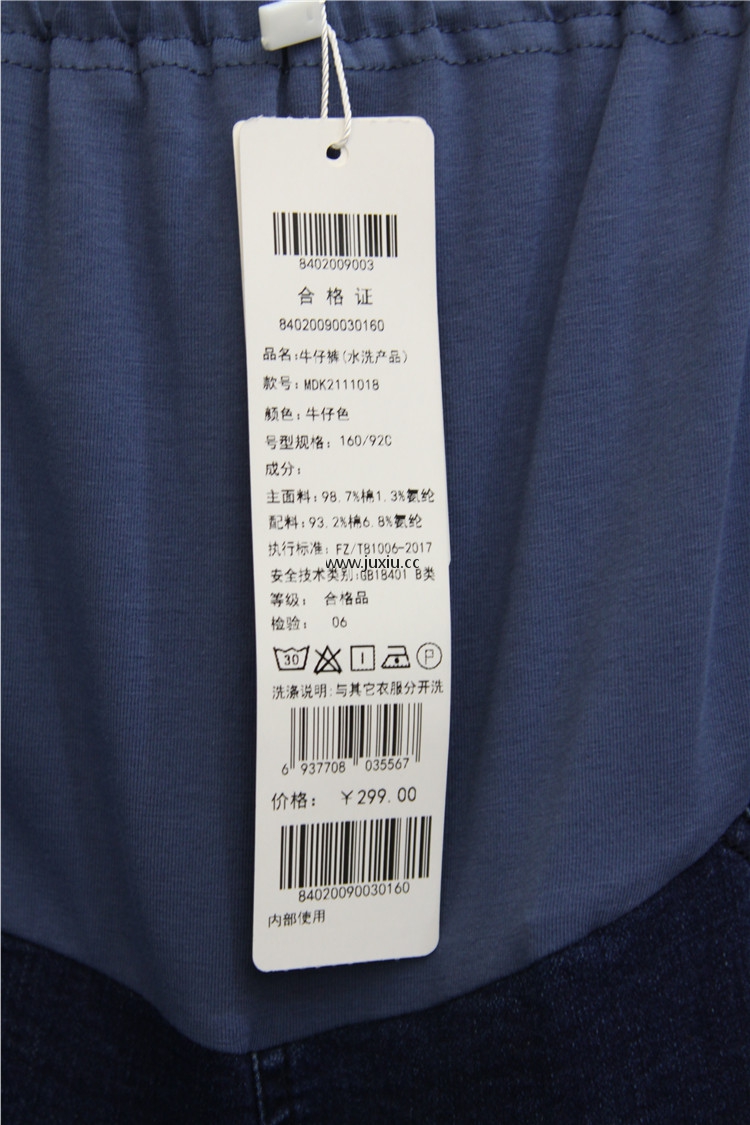 8402009003
合格证
84020090030160
品名:牛仔裤(水洗产品)
款号:MDK2111018
颜色:牛仔色
号型规格:160/92C
成分:
主面料:98.7%棉1.3%氨纶
配料:93.2%棉6.8%氨纶
执行标准:FZ/T81006-2017
www.juxiu.cc
安全技术类别:GB18401 B类
等级: 合格品
检验: 06
30 P
洗涤说明:与其它衣服分开洗
6 937708 035567
价格: ￥299.00
84020090030160
内部使用